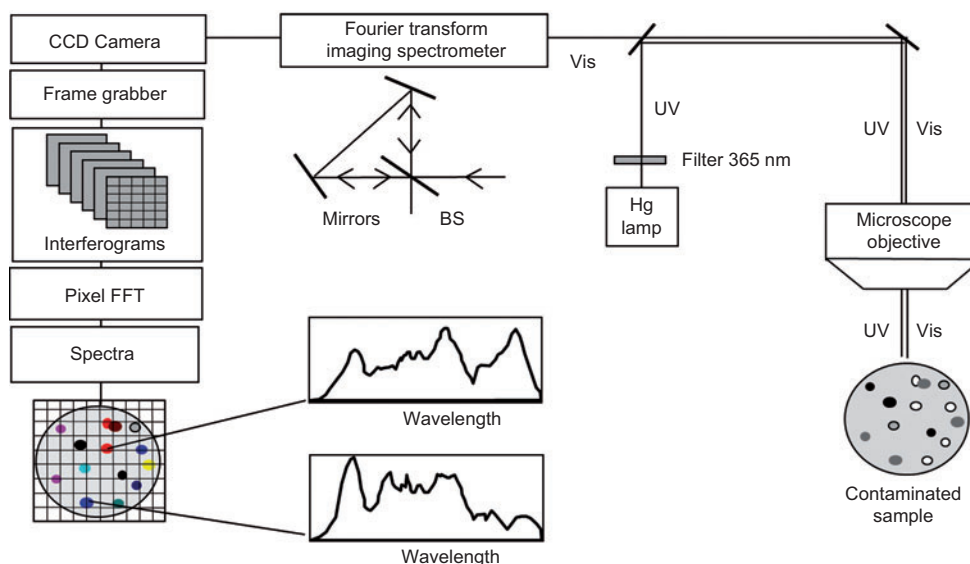 CCD Camera
Fourier transform
imaging spectrometer
Vis
Frame grabber
UV
UV
Vis
Filter 365 nm
Mirrors
BS
Hg
lamp
Microscope
objective
Interferograms
Pixel FFT
Spectra
UV
Vis
Wavelength
Contaminated
sample
Wavelength